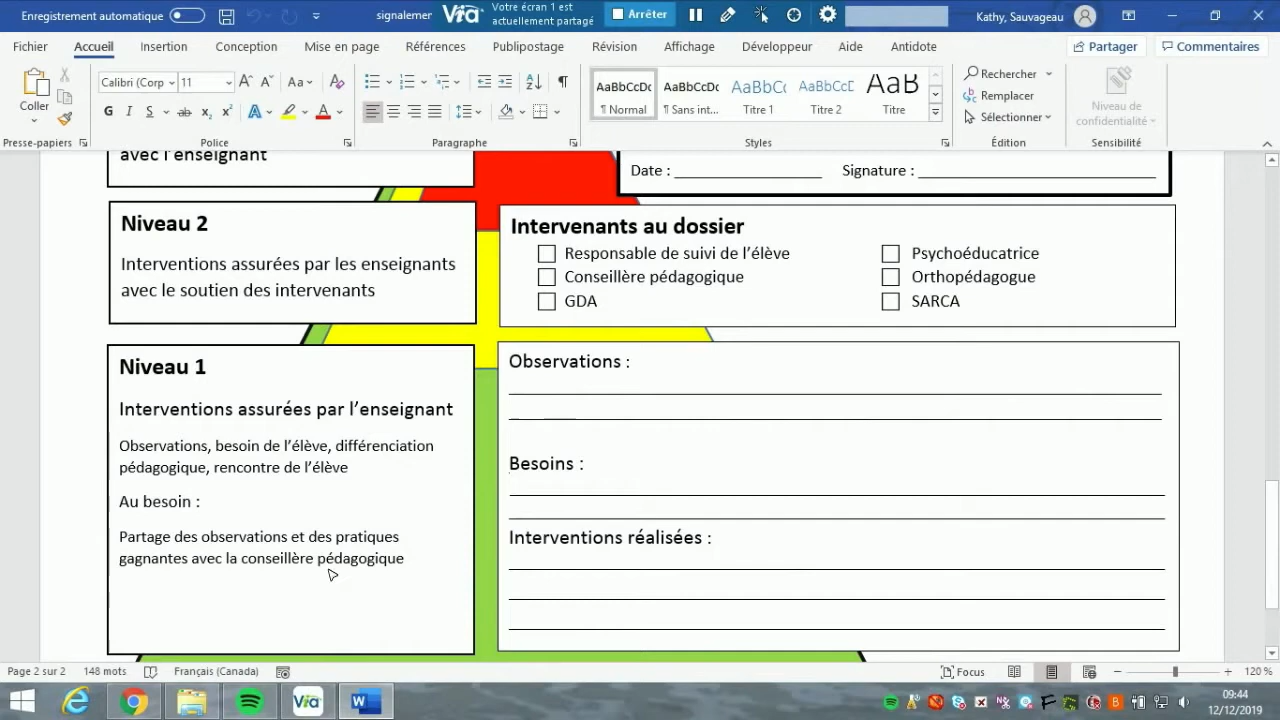 Enregistrement automatique
signalemer
Via Votre écran 1 est
actuellement partagé
Arrêter
Kathy, Sauvageau
Fichier Accueil Insertion Conception Mise en page Références Publipostage Révision Affichage Développeur Aide Antidote Partager Commentaires
Coller
Calibri (Corp 11
G I S ab
Normal
Sans int...
Titre 1
Titre 2
Titre
Rechercher
Remplacer
Sélectionner
Niveau de
confidentialité
Presse-papiers Police Paragraphe Styles Édition Sensibilité
avec l'enseignant
Date : Signature :
Niveau 2
Interventions assurées par les enseignants
avec le soutien des intervenants
Intervenants au dossier
Responsable de suivi de l'élève
Conseillère pédagogique
GDA
Psychoéducatrice
Orthopédagogue
SARCA
Niveau 1
Interventions assurées par l'enseignant
Observations, besoin de l'élève, différenciation
pédagogique, rencontre de l'élève
Au besoin :
Partage des observations et des pratiques
gagnantes avec la conseillère pédagogique
Observations :
Besoins :
Interventions réalisées :
Page 2 sur 2 148 mots Français (Canada) Focus 120 %
09:44
12/12/2019